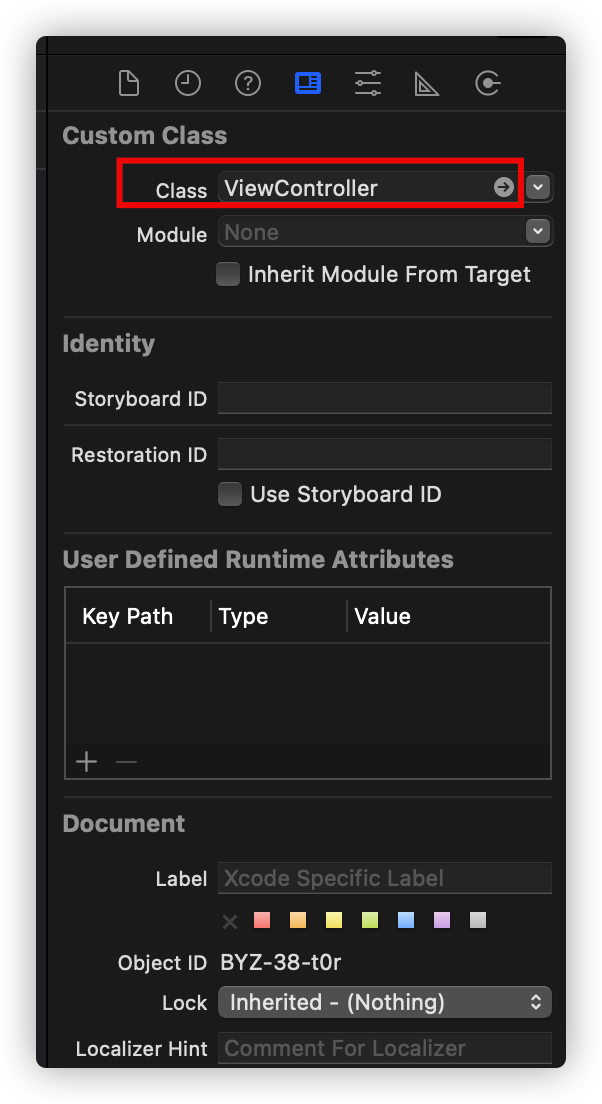 Custom Class
Class ViewController
Module None
Inherit Module From Target
Identity
Storyboard ID
Restoration ID
Use Storyboard ID
User Defined Runtime Attributes
Key Path Type Value
Document
Label Xcode Specific Label
Object ID BYZ-38-t0r
Lock Inherited - (Nothing)
Localizer Hint Comment For Localizer